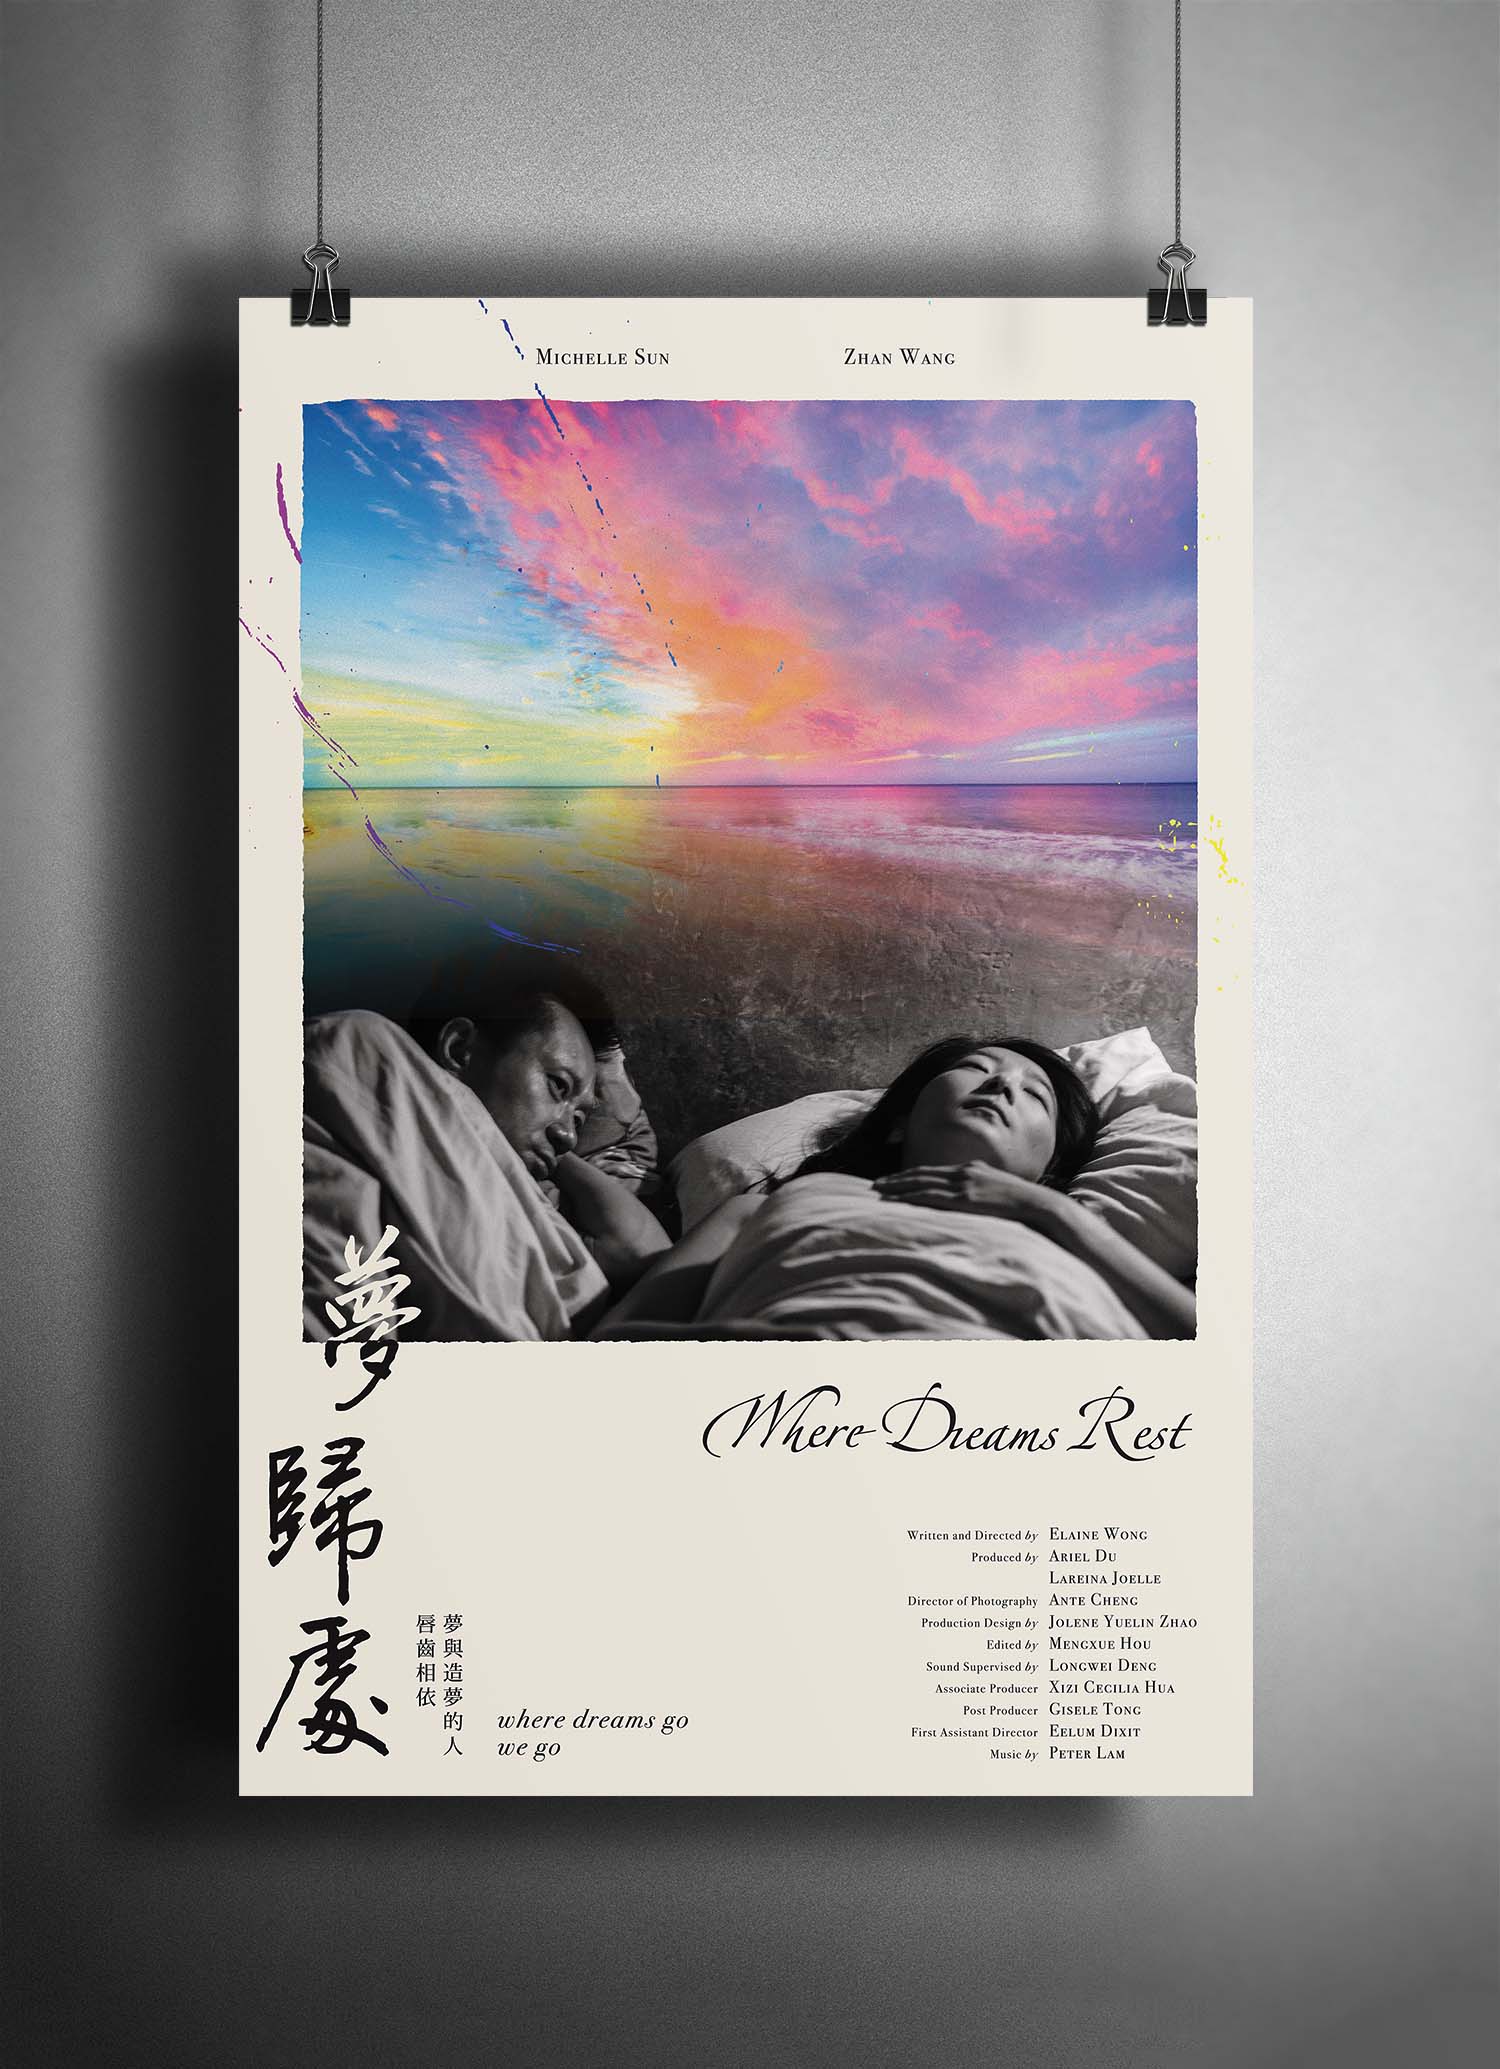 Michelle Sun
Zhan Wang
夢歸處
Where Dreams Rest
夢與造夢的人
唇齒相依
where dreams go
we go
Written and Directed by Elaine Wong
Produced by Ariel Du
Lareina Joelle
Director of Photography Ante Cheng
Production Design by Jolene Yuelin Zhao
Edited by Mengxue Hou
Sound Supervised by Longwei Deng
Associate Producer Xizi Cecilia Hua
Post Producer Gisele Tong
First Assistant Director Eelum Dixit
Music by Peter Lam